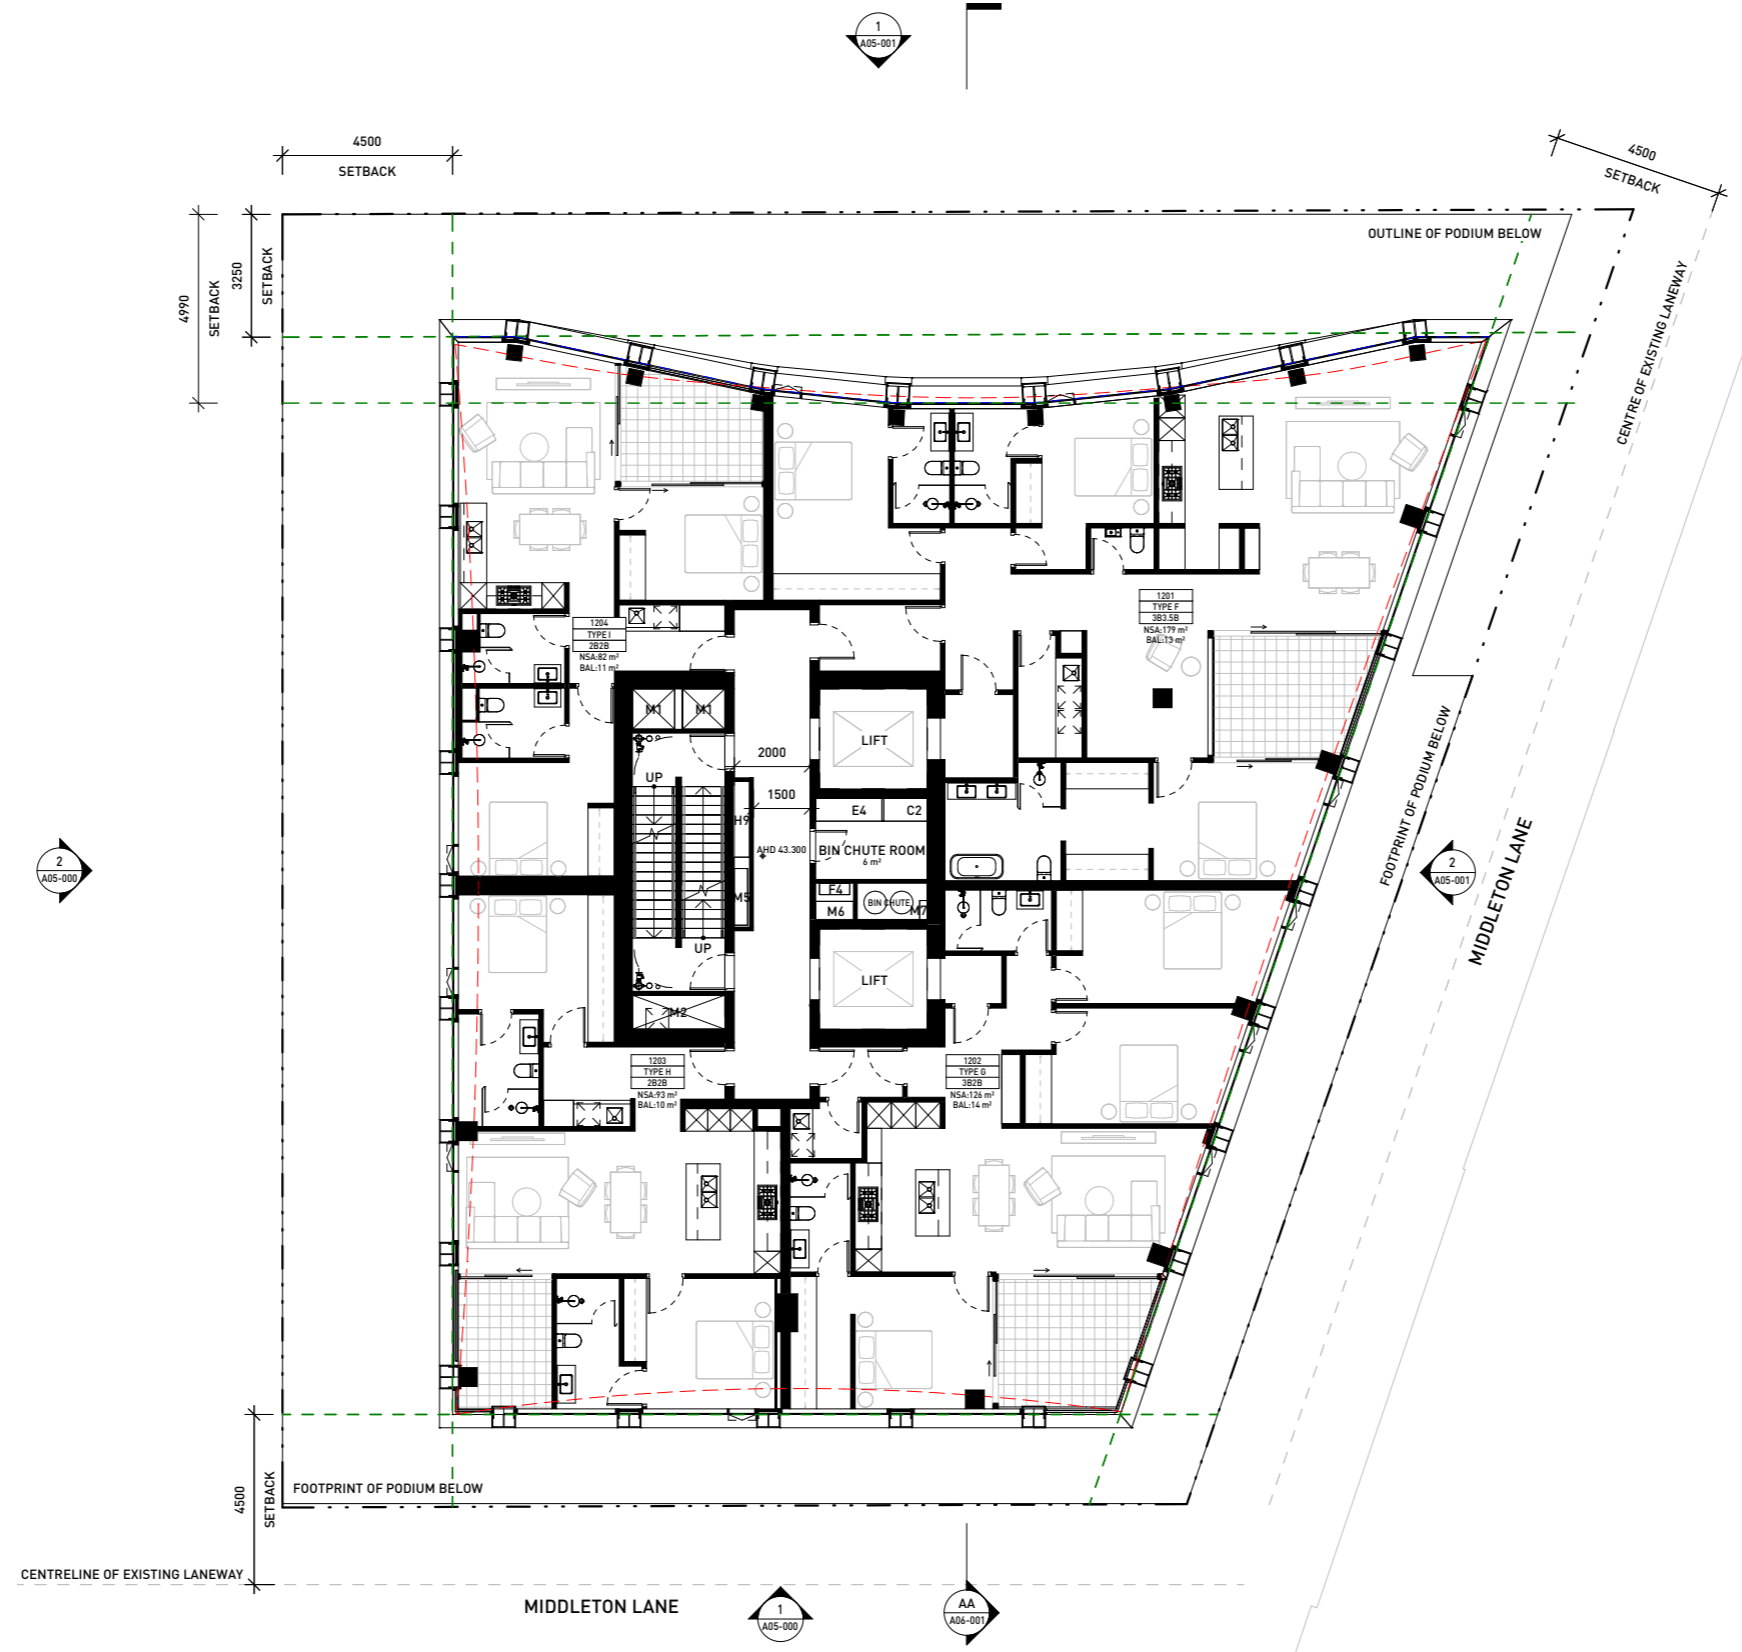 1
A05-001
4500
SETBACK
4500
SETBACK
OUTLINE OF PODIUM BELOW
3250
SETBACK
4990
SETBACK
CENTRE OF EXISTING LANEWAY
1201
TYPE F
3B3.5B
NSA:179 m²
BAL:13 m²
1204
TYPE I
2B2B
NSA:82 m²
BAL:11 m²
M1
M1
LIFT
2000
UP
1500
H9
E4
C2
AHD 43.300
BIN CHUTE ROOM
6 m²
FOOTPRINT OF PODIUM BELOW
MIDDLETON LANE
2
A05-000
2
A05-001
M5
F4
M6
BIN CHUTE
M7
UP
LIFT
M2
1203
TYPE H
2B2B
NSA:93 m²
BAL:10 m²
1202
TYPE G
3B2B
NSA:126 m²
BAL:14 m²
4500
SETBACK
FOOTPRINT OF PODIUM BELOW
CENTRELINE OF EXISTING LANEWAY
MIDDLETON LANE
1
A05-000
AA
A06-001